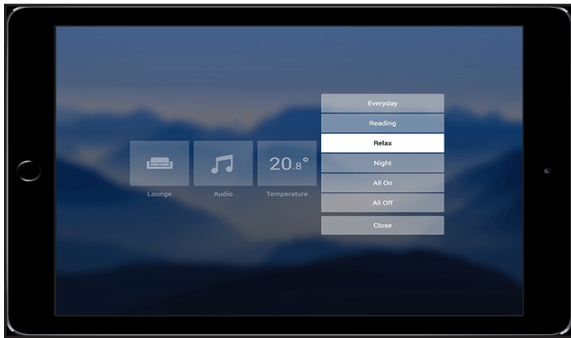 Everyday
Reading
Relax
Night
All On
All Off
Close
20.8°
Lounge
Audio
Temperature